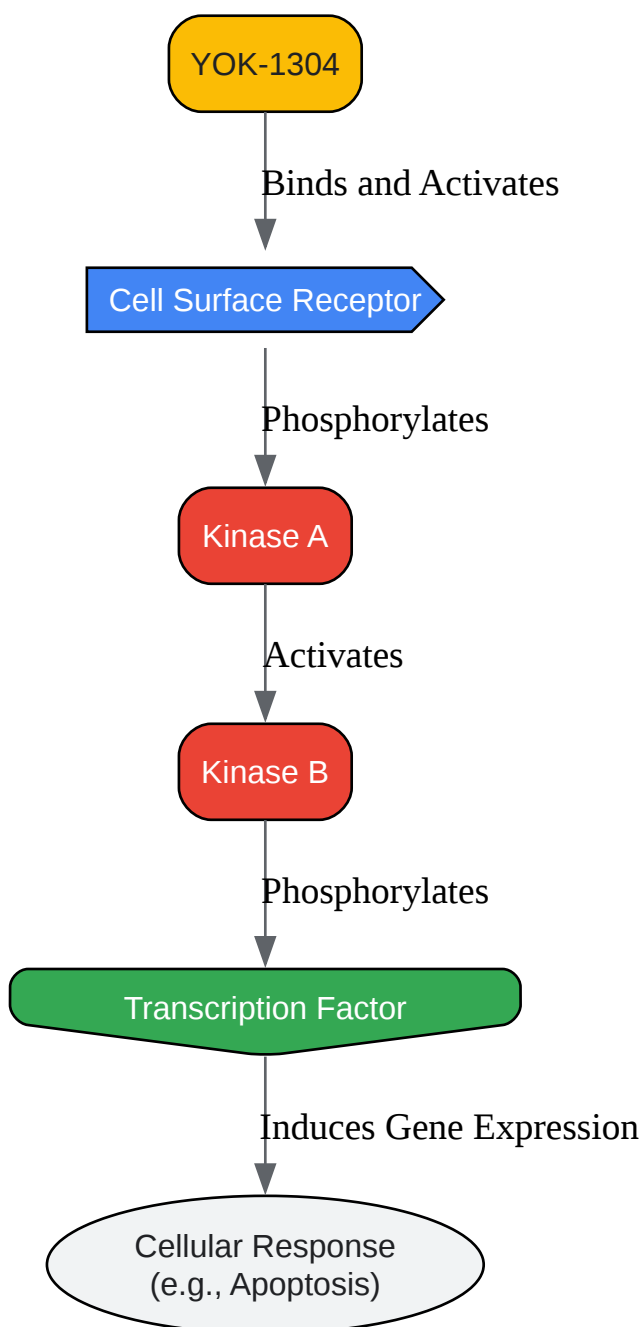 YOK-1304
Binds and Activates
Cell Surface Receptor
Phosphorylates
Kinase A
Activates
Kinase B
Phosphorylates
Transcription Factor
Induces Gene Expression
Cellular Response
(e.g., Apoptosis)